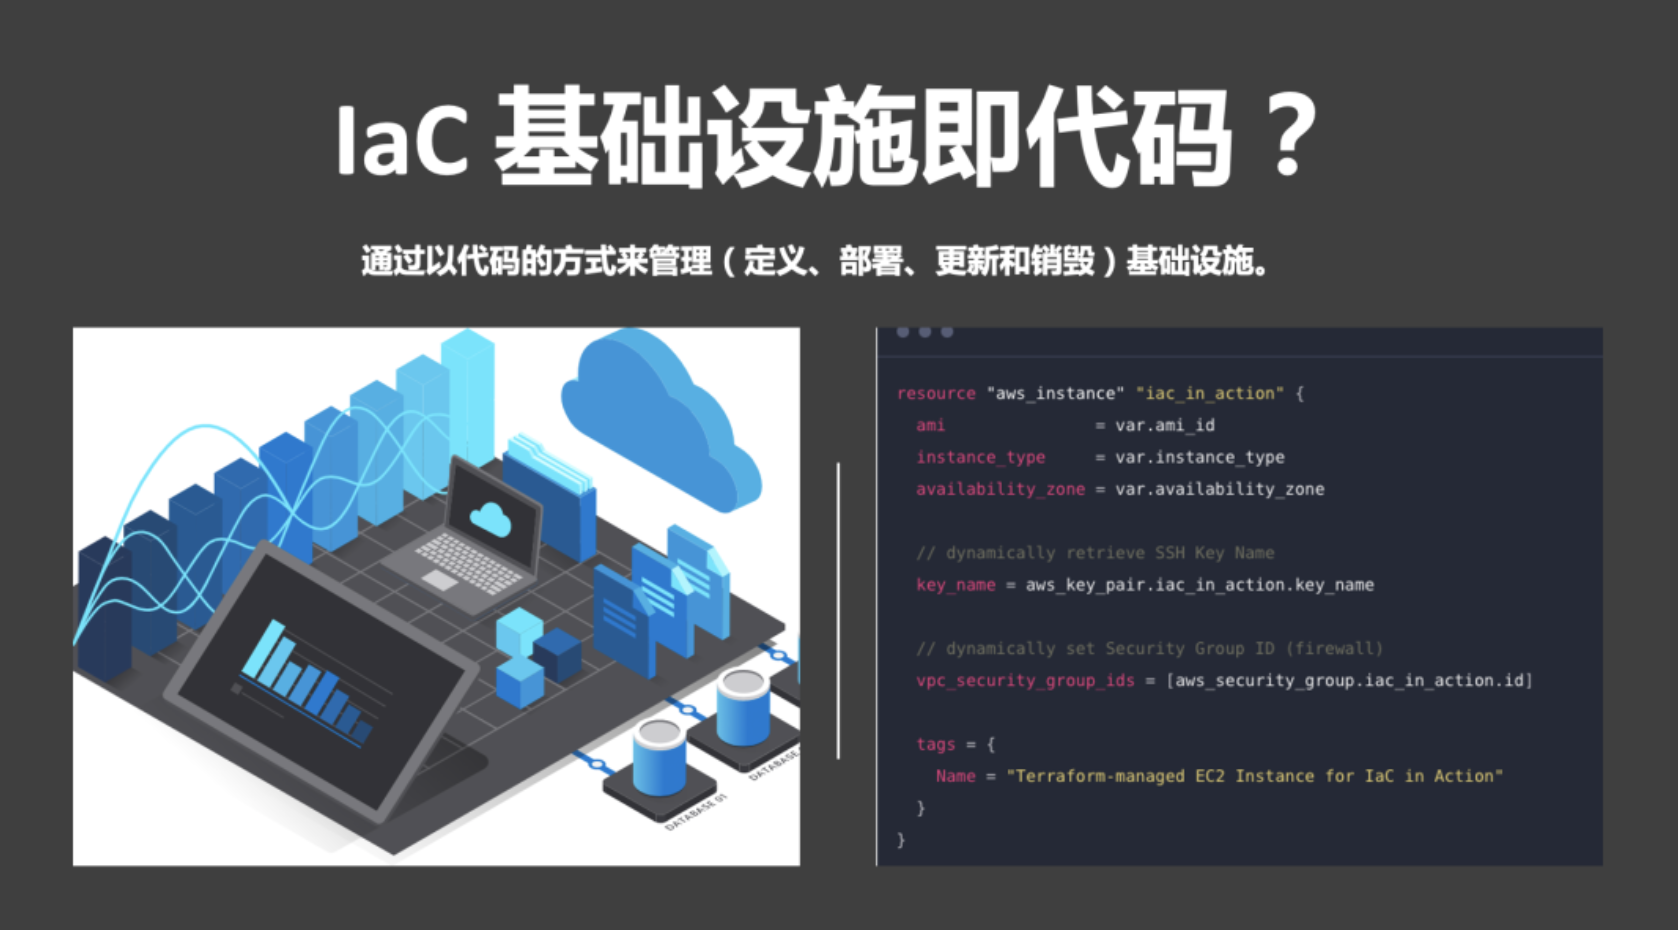 IaC 基础设施即代码？
通过以代码的方式来管理（定义、部署、更新和销毁）基础设施。
DATABASE 01
DATABASE
resource "aws_instance" "iac_in_action" {
  ami               = var.ami_id
  instance_type     = var.instance_type
  availability_zone = var.availability_zone
  // dynamically retrieve SSH Key Name
  key_name = aws_key_pair.iac_in_action.key_name
  // dynamically set Security Group ID (firewall)
  vpc_security_group_ids = [aws_security_group.iac_in_action.id]
  tags = {
    Name = "Terraform-managed EC2 Instance for IaC in Action"
  }
}